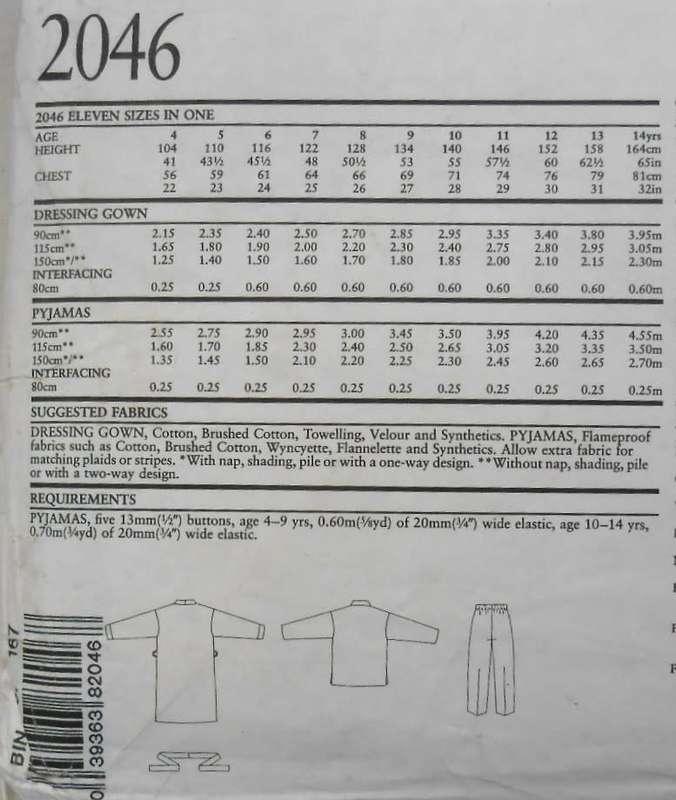 2046
2046 ELEVEN SIZES IN ONE
AGE 4 5 6 7 8 9 10 11 12 13 14yrs
HEIGHT 104 110 116 122 128 134 140 146 152 158 164cm
41 43½ 45½ 48 50½ 53 55 57½ 60 62½ 65in
CHEST 56 59 61 64 66 69 71 74 76 79 81cm
22 23 24 25 26 27 28 29 30 31 32in
DRESSING GOWN
90cm** 2.15 2.35 2.40 2.50 2.70 2.85 2.95 3.35 3.40 3.80 3.95m
115cm** 1.65 1.80 1.90 2.00 2.20 2.30 2.40 2.75 2.80 2.95 3.05m
150cm*/** 1.25 1.40 1.50 1.60 1.70 1.80 1.85 2.00 2.10 2.15 2.30m
INTERFACING
80cm 0.25 0.25 0.60 0.60 0.60 0.60 0.60 0.60 0.60 0.60 0.60m
PYJAMAS
90cm** 2.55 2.75 2.90 2.95 3.00 3.45 3.50 3.95 4.20 4.35 4.55m
115cm** 1.60 1.70 1.85 2.30 2.40 2.50 2.65 3.05 3.20 3.35 3.50m
150cm*/** 1.35 1.45 1.50 2.10 2.20 2.25 2.30 2.45 2.60 2.65 2.70m
INTERFACING
80cm 0.25 0.25 0.25 0.25 0.25 0.25 0.25 0.25 0.25 0.25 0.25m
SUGGESTED FABRICS
DRESSING GOWN, Cotton, Brushed Cotton, Towelling, Velour and Synthetics. PYJAMAS, Flameproof
fabrics such as Cotton, Brushed Cotton, Wyncyette, Flannelette and Synthetics. Allow extra fabric for
matching plaids or stripes. *With nap, shading, pile or with a one-way design. **Without nap, shading, pile
or with a two-way design.
REQUIREMENTS
PYJAMAS, five 13mm(½″) buttons, age 4–9 yrs, 0.60m(⅝yd) of 20mm(¾″) wide elastic, age 10–14 yrs,
0.70m(¾yd) of 20mm(¾″) wide elastic.
BIN 167
0 39363 82046